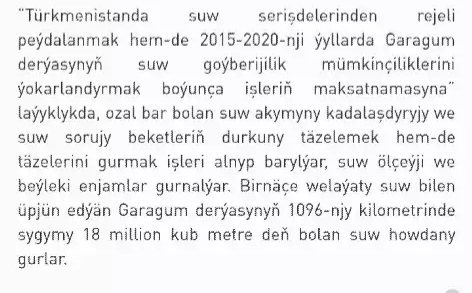 "Türkmenistanda suw serişdelerinden rejeli
peýdalanmak hem-de 2015-2020-nji ýyllarda Garagum
derýasynyň suw goýberijilik mümkinçiliklerini
ýokarlandyrmak boýunça işleriň maksatnamasyna"
laýyklykda, ozal bar bolan suw akymyny kadalaşdyryjy we
suw sorujy beketleriň durkuny täzelemek hem-de
täzelerini gurmak işleri alnyp barylýar, suw ölçeýji we
beýleki enjamlar gurnalýar. Birnäçe welaýaty suw bilen
üpjün edýän Garagum derýasynyň 1096-njy kilometrinde
sygymy 18 million kub metre deň bolan suw howdany
gurlar.